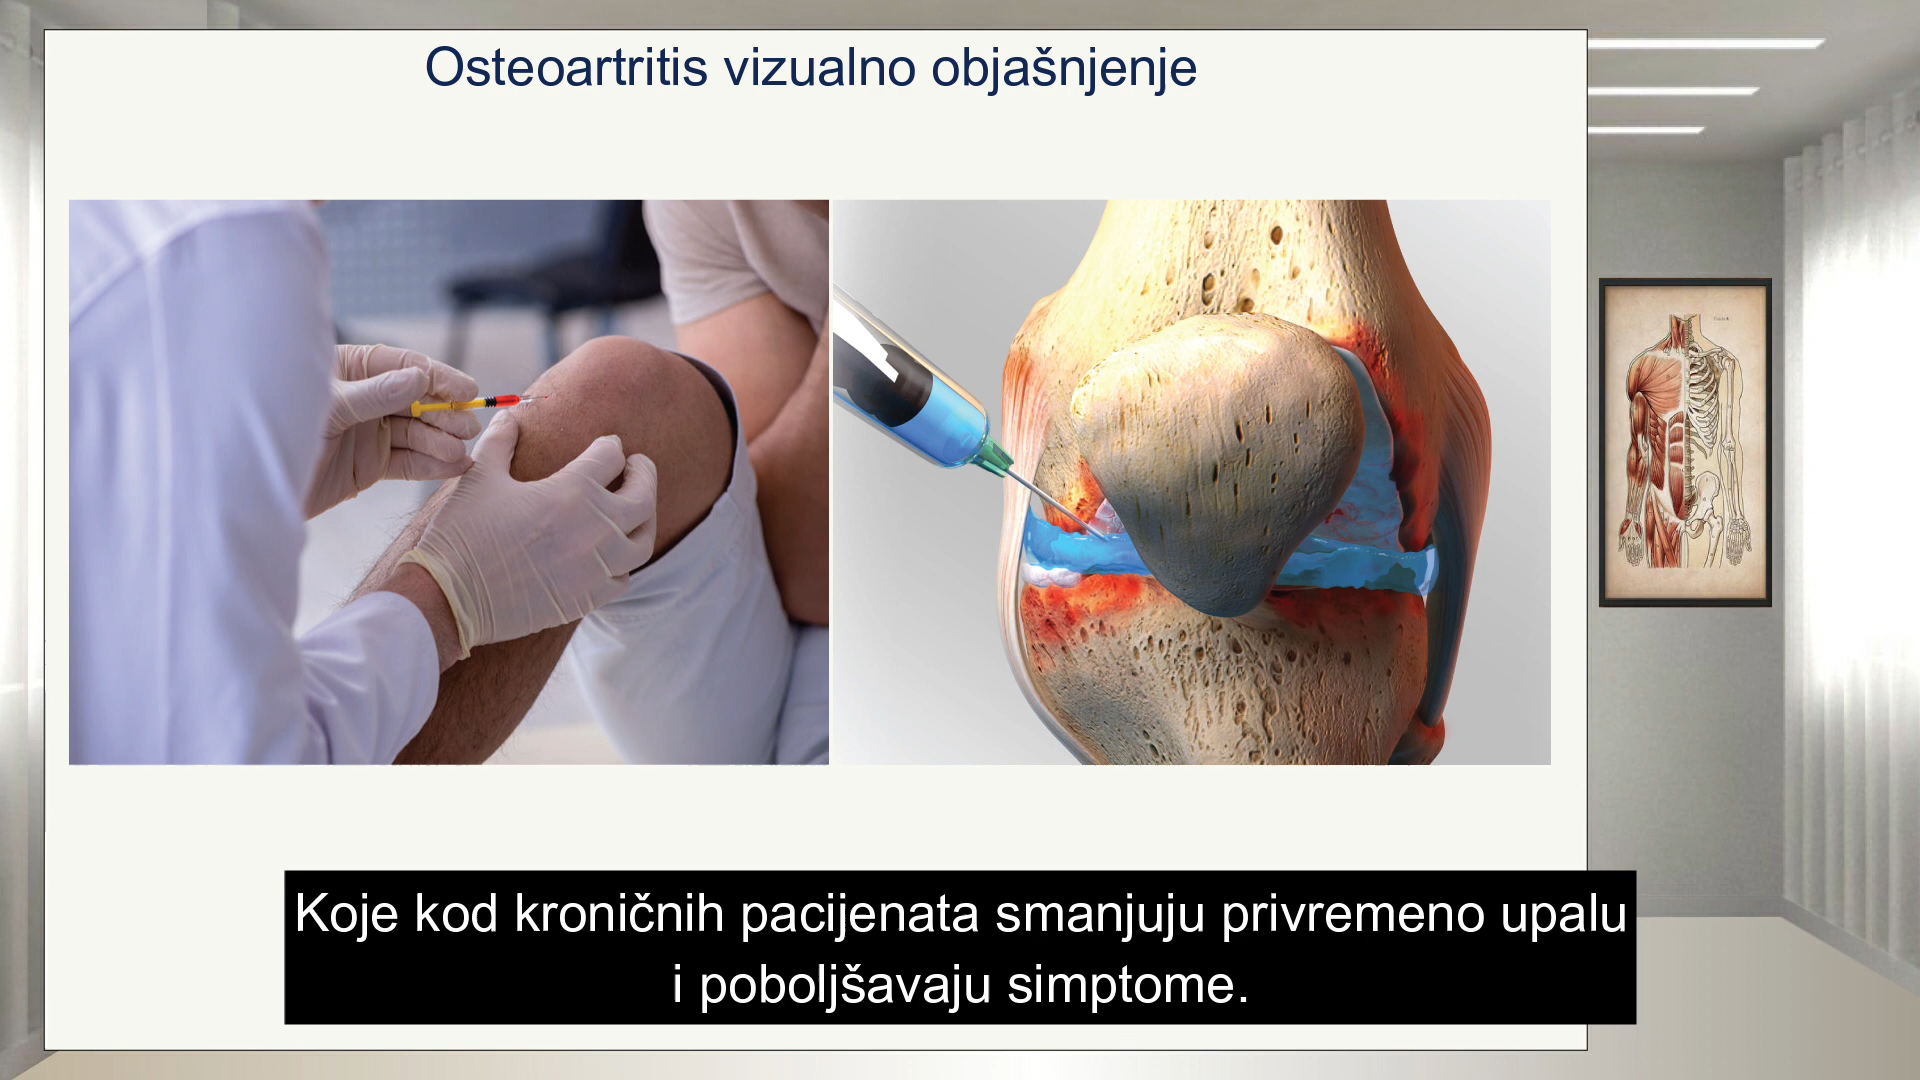 Osteoartritis vizualno objašnjenje
Koje kod kroničnih pacijenata smanjuju privremeno upalu
i poboljšavaju simptome.